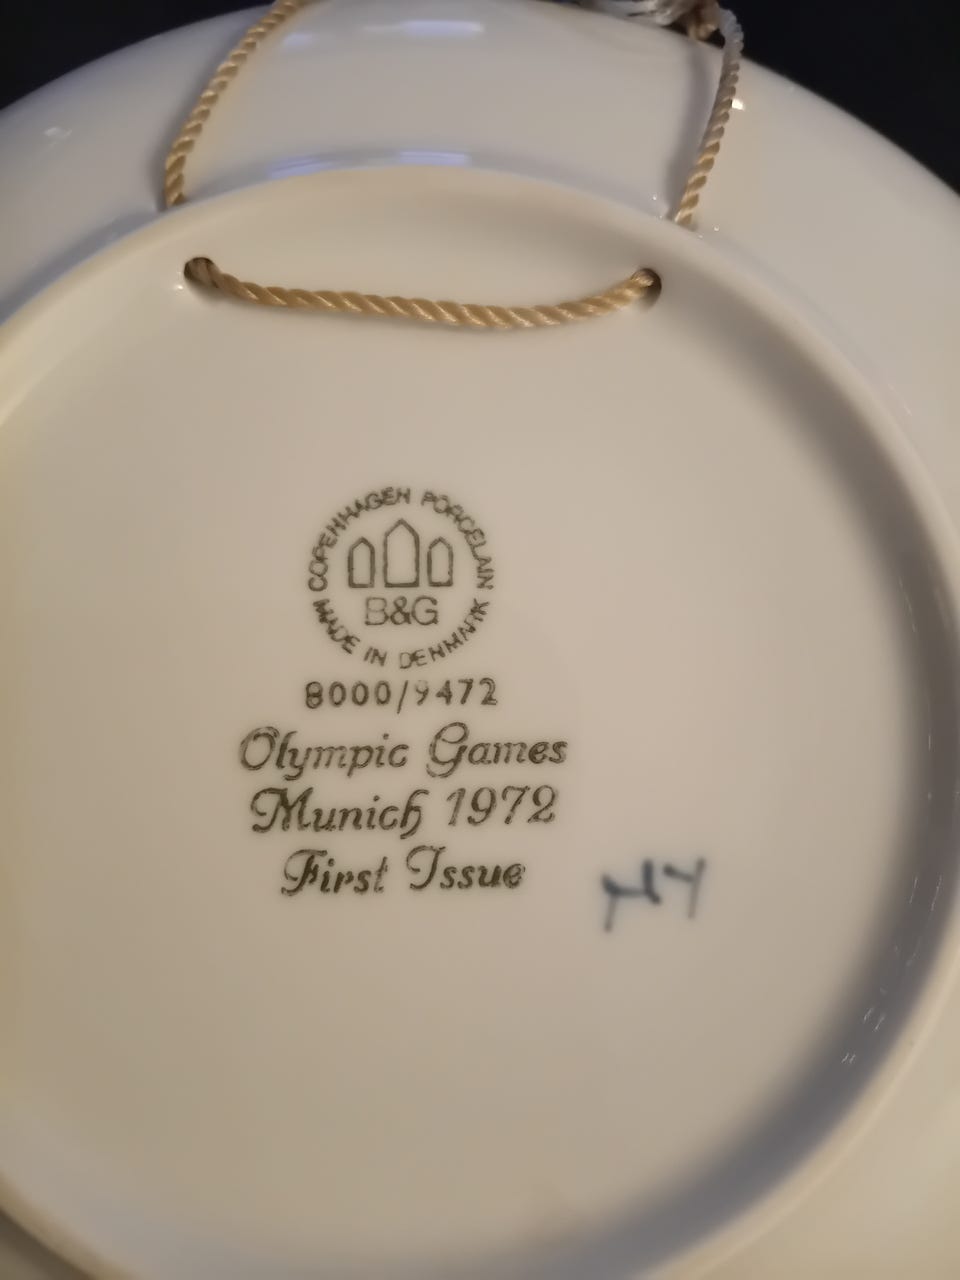 COPENHAGEN PORCELAIN
B&G
MADE IN DENMARK
8000/9472
Olympic Games
Munich 1972
First Issue